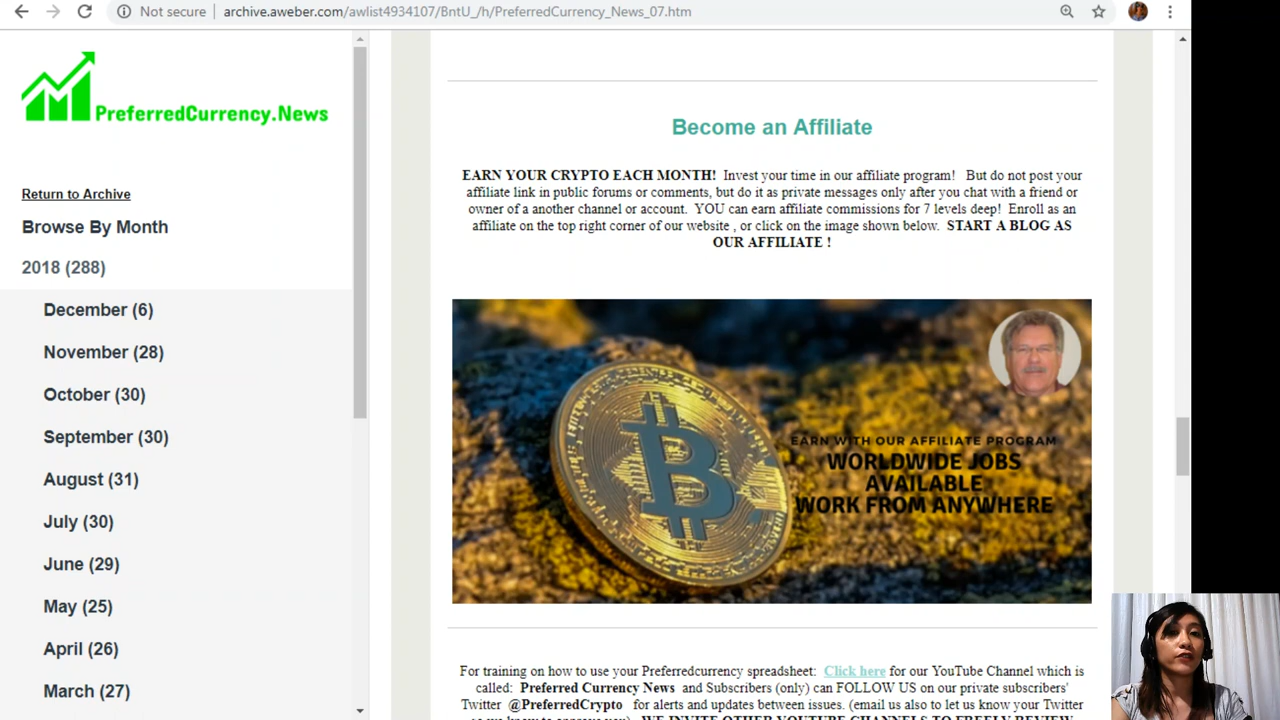 Not secure | archive.aweber.com/awlist4934107/BntU_/h/PreferredCurrency_News_07.htm
PreferredCurrency.News
Return to Archive
Browse By Month
2018 (288)
December (6)
November (28)
October (30)
September (30)
August (31)
July (30)
June (29)
May (25)
April (26)
March (27)
Become an Affiliate
EARN YOUR CRYPTO EACH MONTH! Invest your time in our affiliate program! But do not post your
affiliate link in public forums or comments, but do it as private messages only after you chat with a friend or
owner of a another channel or account. YOU can earn affiliate commissions for 7 levels deep! Enroll as an
affiliate on the top right corner of our website , or click on the image shown below. START A BLOG AS
OUR AFFILIATE !
EARN WITH OUR AFFILIATE PROGRAM
WORLDWIDE JOBS
AVAILABLE
WORK FROM ANYWHERE
For training on how to use your Preferredcurrency spreadsheet: Click here for our YouTube Channel which is
called: Preferred Currency News and Subscribers (only) can FOLLOW US on our private subscribers'
Twitter @PreferredCrypto for alerts and updates between issues. (email us also to let us know your Twitter
WE INVITE OTHER YOUTUBE CHANNELS TO FREELY REVIEW